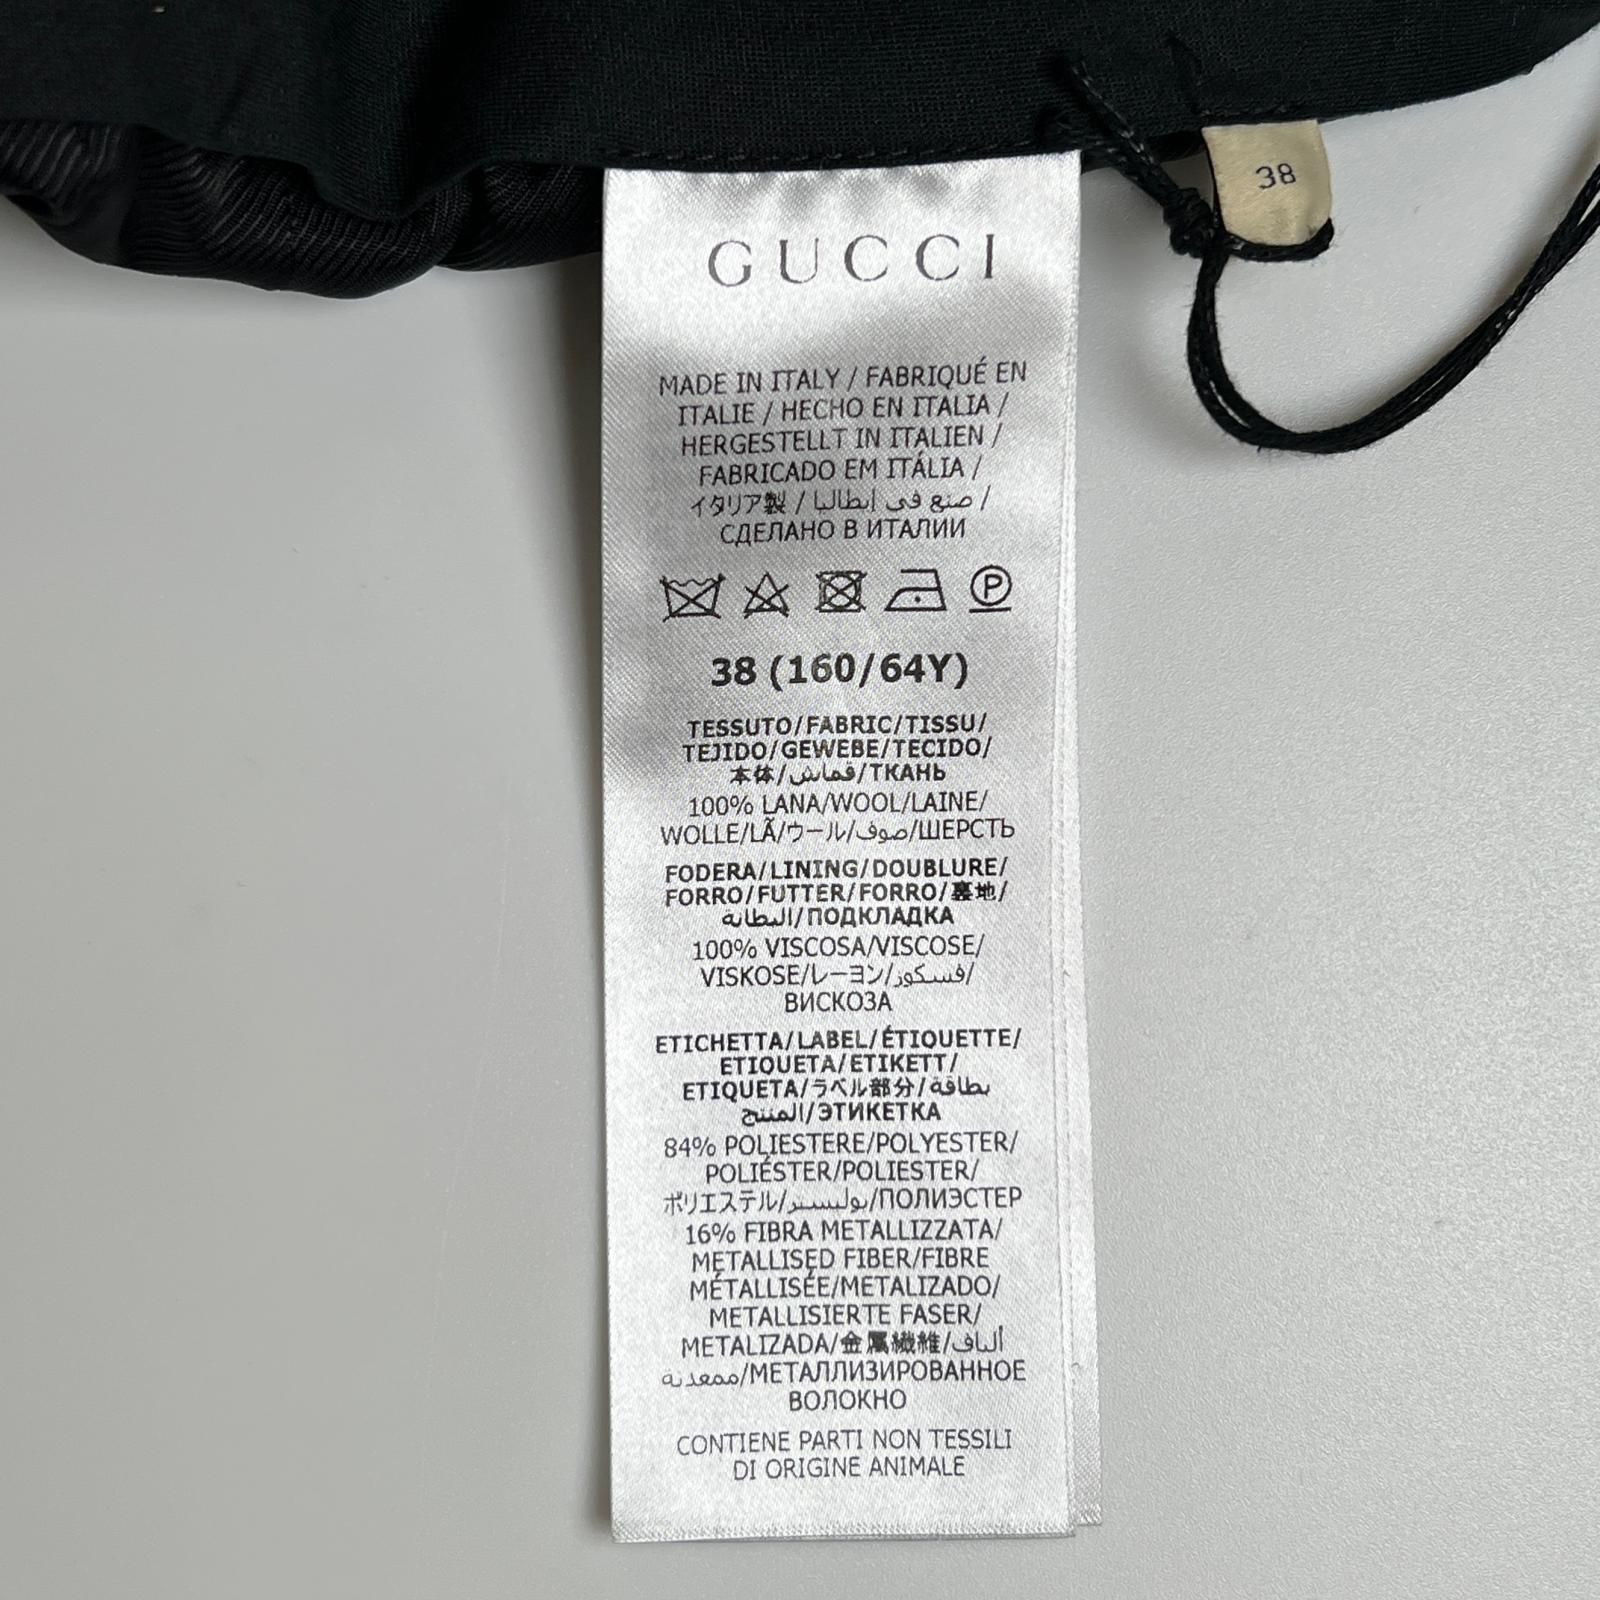 38
GUCCI
MADE IN ITALY / FABRIQUÉ EN
ITALIE / HECHO EN ITALIA /
HERGESTELLT IN ITALIEN /
FABRICADO EM ITÁLIA /
イタリア製 / صنع في إيطاليا /
СДЕЛАНО В ИТАЛИИ
P
38 (160/64Y)
TESSUTO/FABRIC/TISSU/
TEJIDO/GEWEBE/TECIDO/
本体/قماش/ТКАНЬ
100% LANA/WOOL/LAINE/
WOLLE/LÃ/ウール/صوف/ШЕРСТЬ
FODERA/LINING/DOUBLURE/
FORRO/FUTTER/FORRO/裏地/
البطانة/ПОДКЛАДКА
100% VISCOSA/VISCOSE/
VISKOSE/レーヨン/فسكوز/
ВИСКОЗА
ETICHETTA/LABEL/ÉTIQUETTE/
ETIQUETA/ETIKETT/
ETIQUETA/ラベル部分/بطاقة
المنتج/ЭТИКЕТКА
84% POLIESTERE/POLYESTER/
POLIÉSTER/POLIESTER/
ポリエステル/بوليستر/ПОЛИЭСТЕР
16% FIBRA METALLIZZATA/
METALLISED FIBER/FIBRE
MÉTALLISÉE/METALIZADO/
METALLISIERTE FASER/
METALIZADA/金属繊維/ألياف
ممعدنة/МЕТАЛЛИЗИРОВАННОЕ
ВОЛОКНО
CONTIENE PARTI NON TESSILI
DI ORIGINE ANIMALE